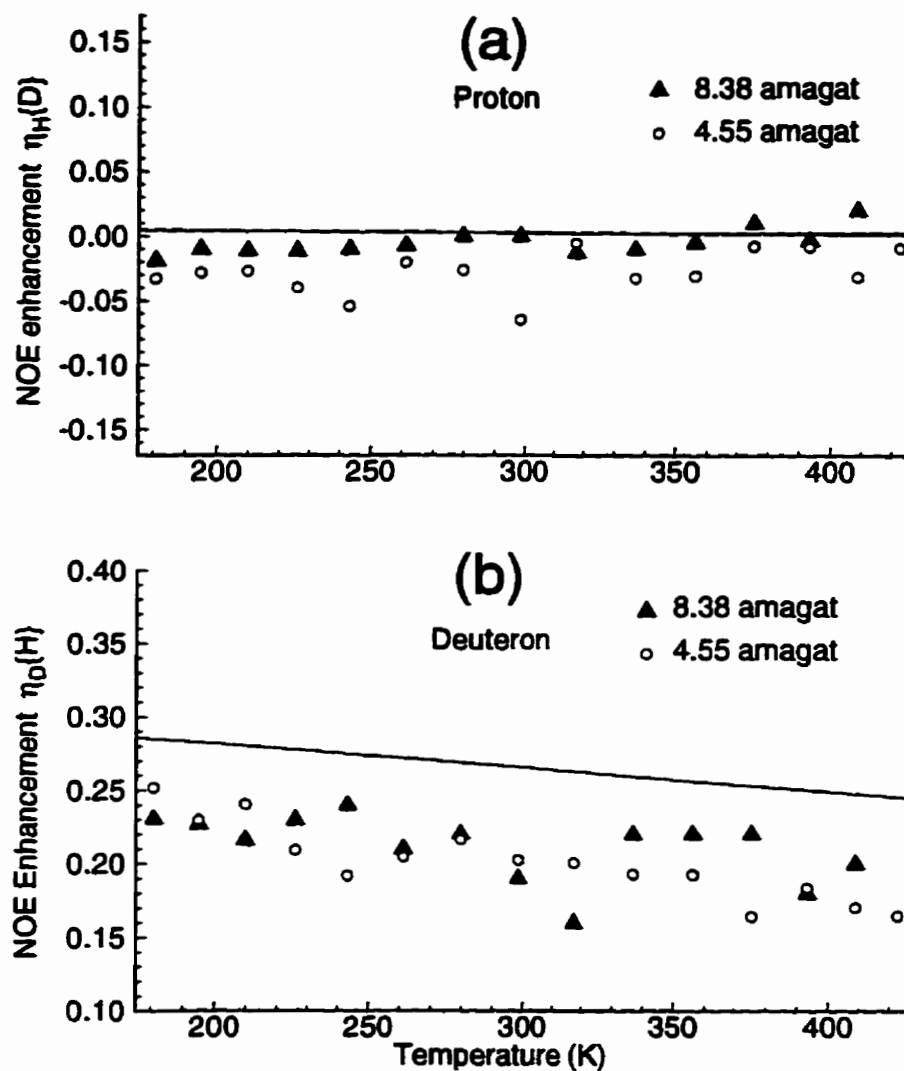 (a)
Proton
▲ 8.38 amagat
○ 4.55 amagat
NOE enhancement η_H{D}
0.15
0.10
0.05
0.00
-0.05
-0.10
-0.15
200 250 300 350 400
(b)
Deuteron
▲ 8.38 amagat
○ 4.55 amagat
NOE Enhancement η_D{H}
0.40
0.35
0.30
0.25
0.20
0.15
0.10
200 250 300 350 400
Temperature (K)